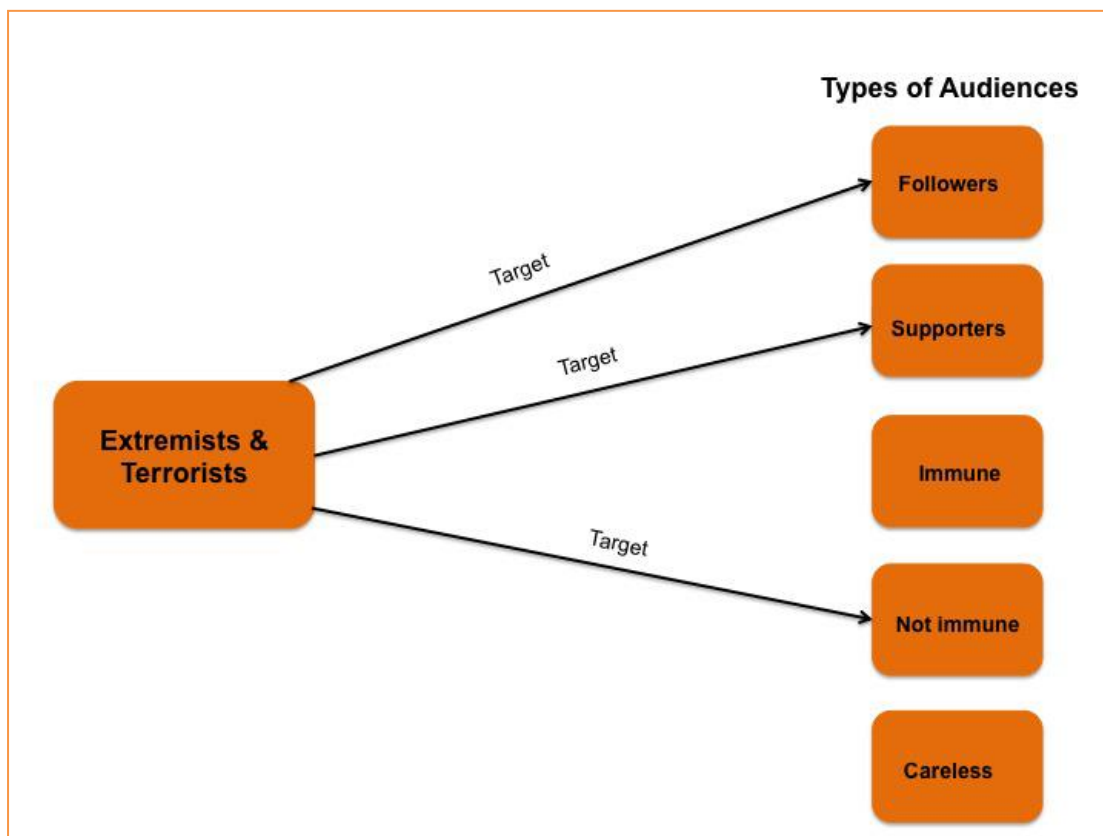 Types of Audiences
Followers
Target
Supporters
Target
Extremists &
Terrorists
Immune
Target
Not immune
Careless